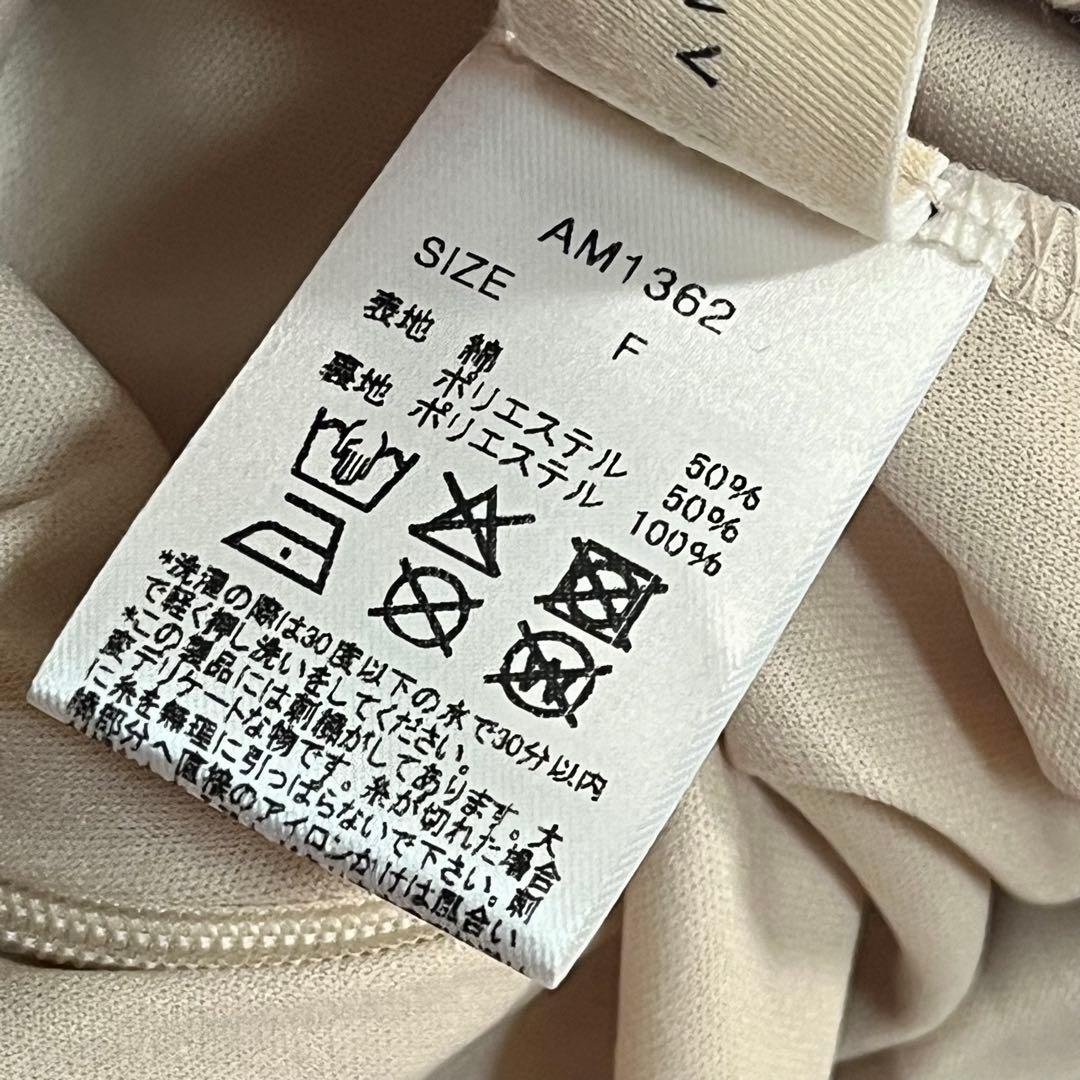 AM1362
SIZE F
表地 綿 50%
ポリエステル 50%
裏地 ポリエステル 100%
*洗濯の際は30度以下の水で30分以内
で軽く押し洗いをしてください。
*この製品には刺繍がしてあります。大
変デリケートな物です。糸が切れた場合
に糸を無理に引っぱらないで下さい。刺
繍部分へ直接のアイロンかけは風合い